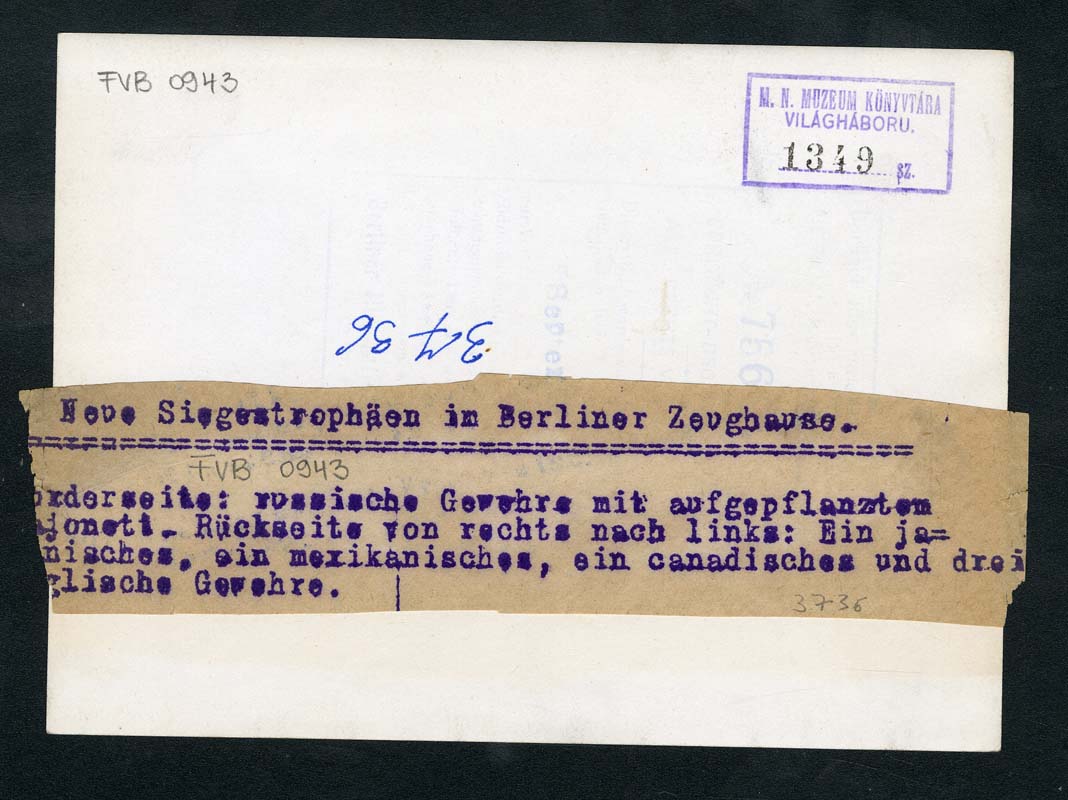 FVB 0943
M. N. MUZEUM KÖNYVTÁRA
VILÁGHÁBORU.
1349 SZ.
3736
Neue Siegestrophäen im Berliner Zeughause.
FVB 0943
orderseite: russische Gewehre mit aufgepflanztem
ajonett. Rückseite von rechts nach links: Ein ja=
nisches, ein mexikanisches, ein canadisches und drei
glische Gewehre.
3736